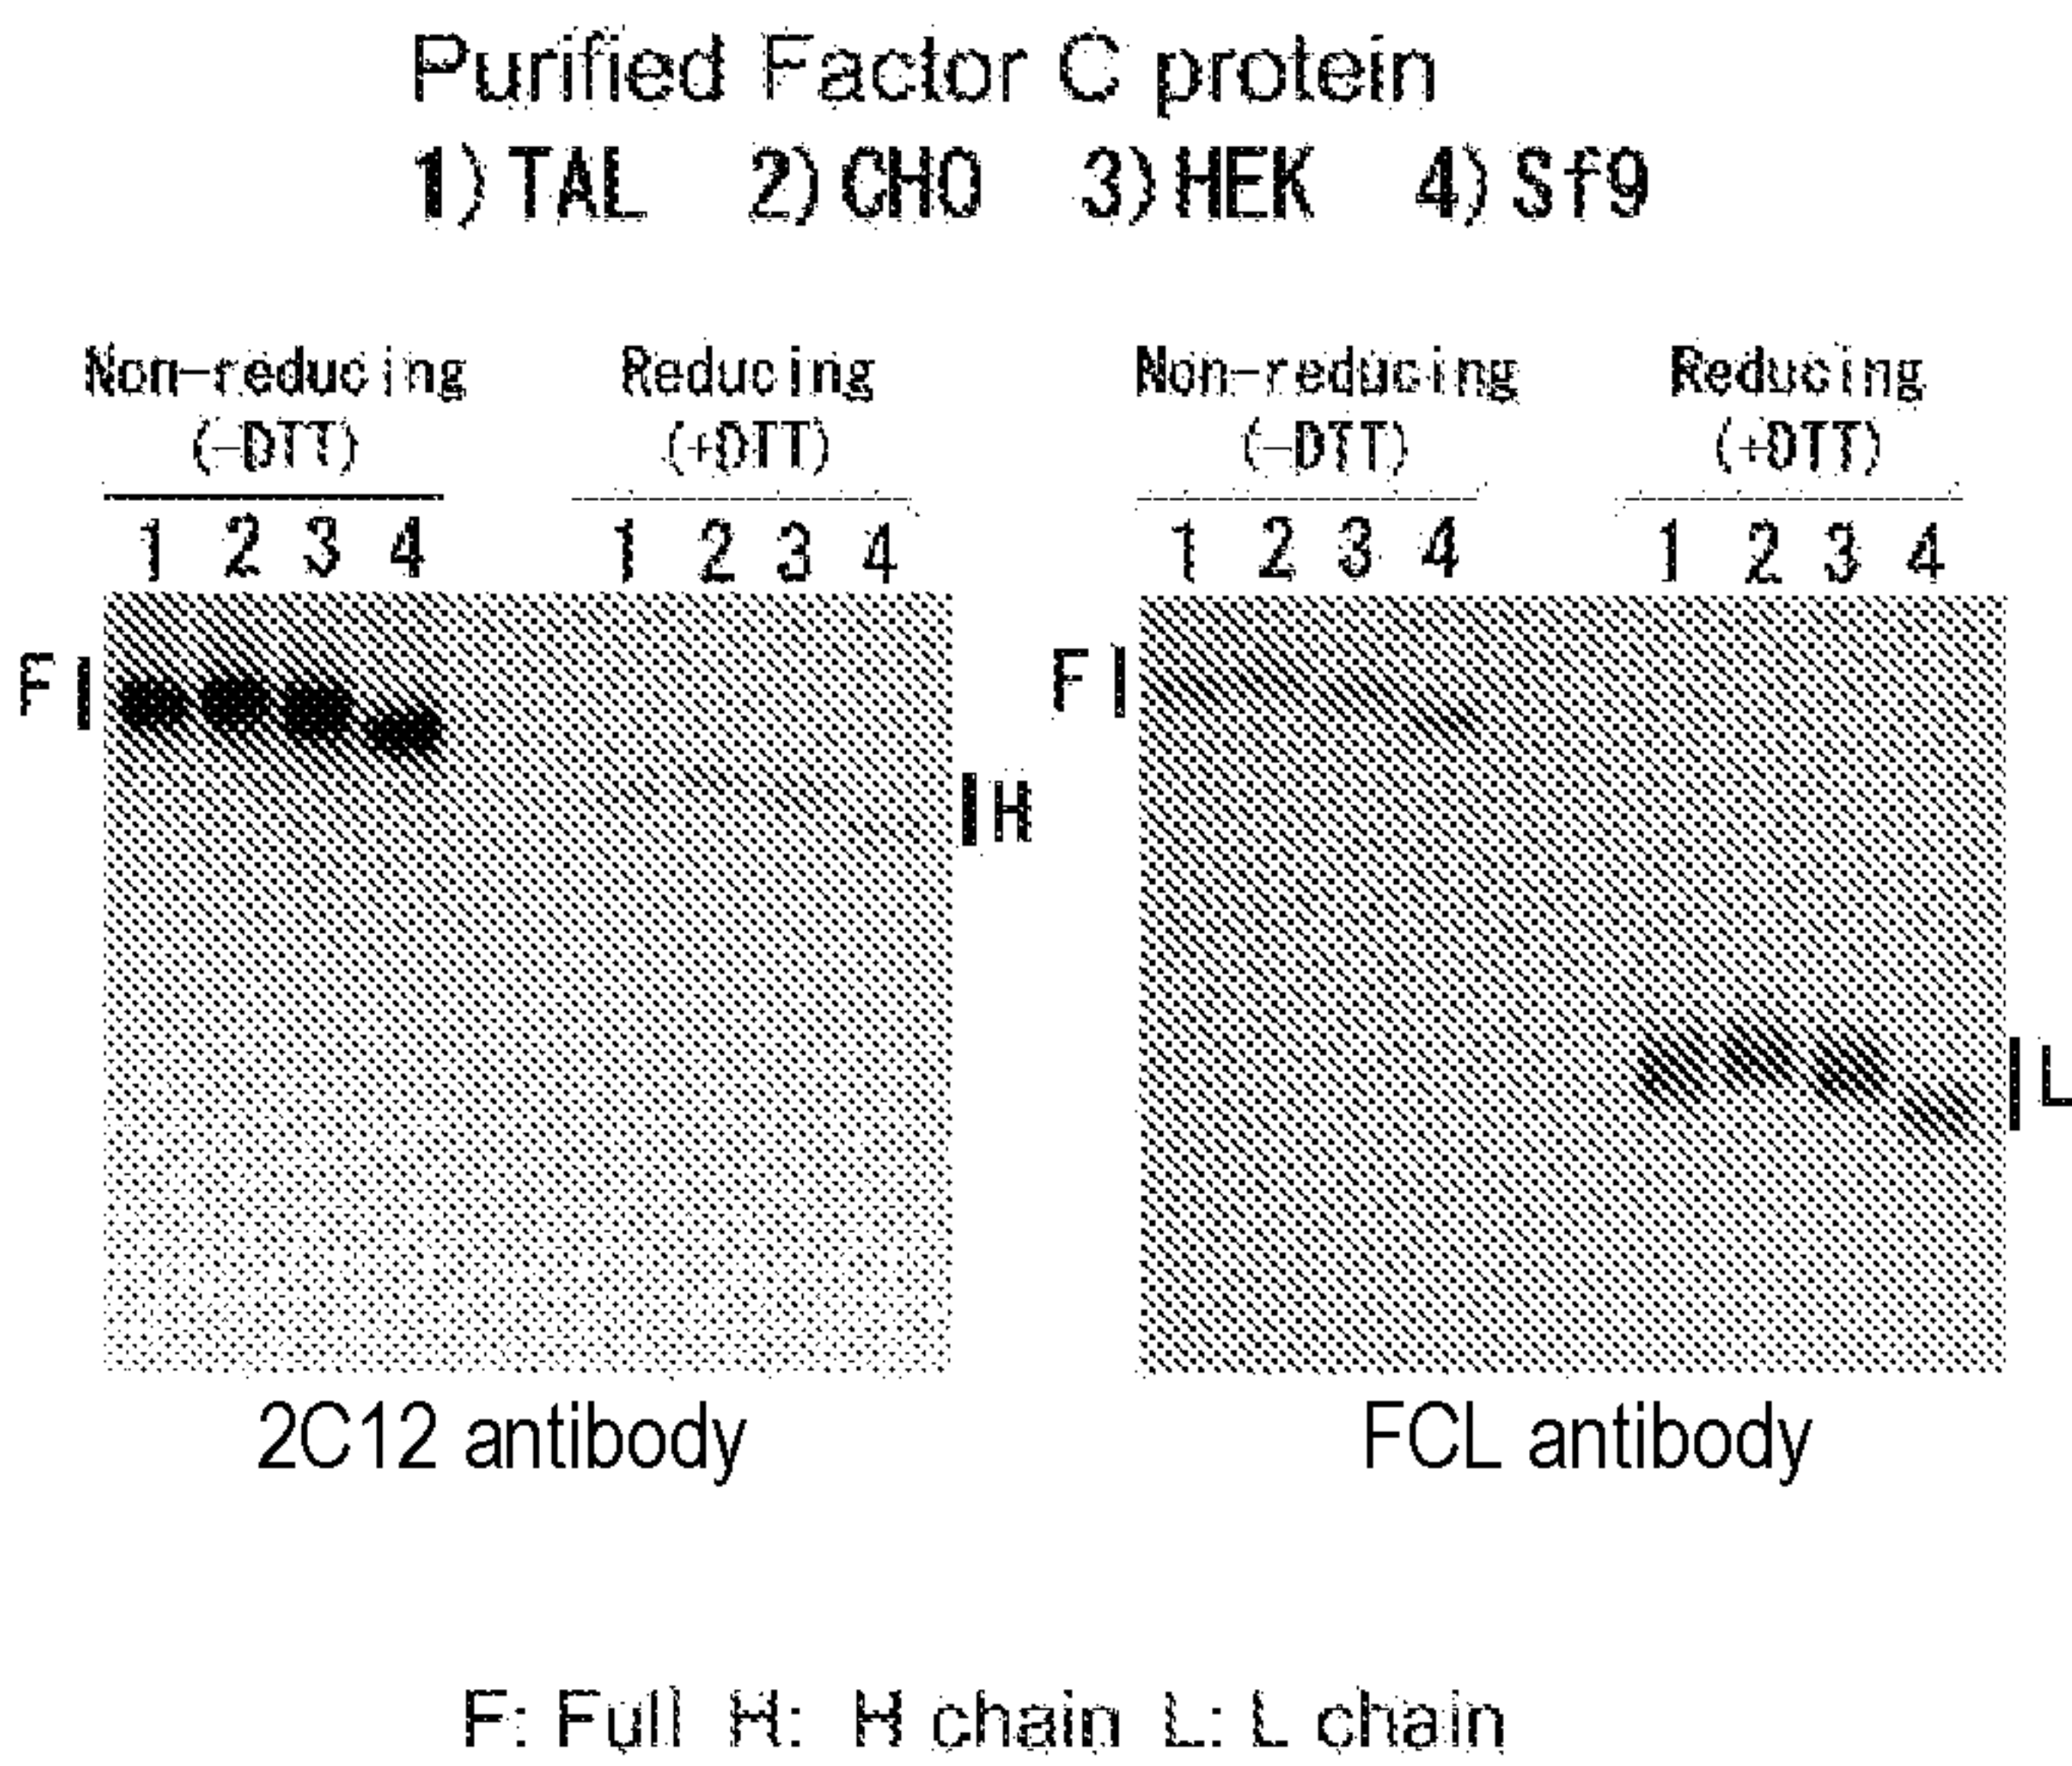 Purified Factor C protein
1) TAL 2) CHO 3) HEK 4) Sf9
Non-reducing Reducing Non-reducing Reducing
(-DTT) (+DTT) (-DTT) (+DTT)
1 2 3 4 1 2 3 4 1 2 3 4 1 2 3 4
F F
H
L
2C12 antibody FCL antibody
F: Full H: H chain L: L chain